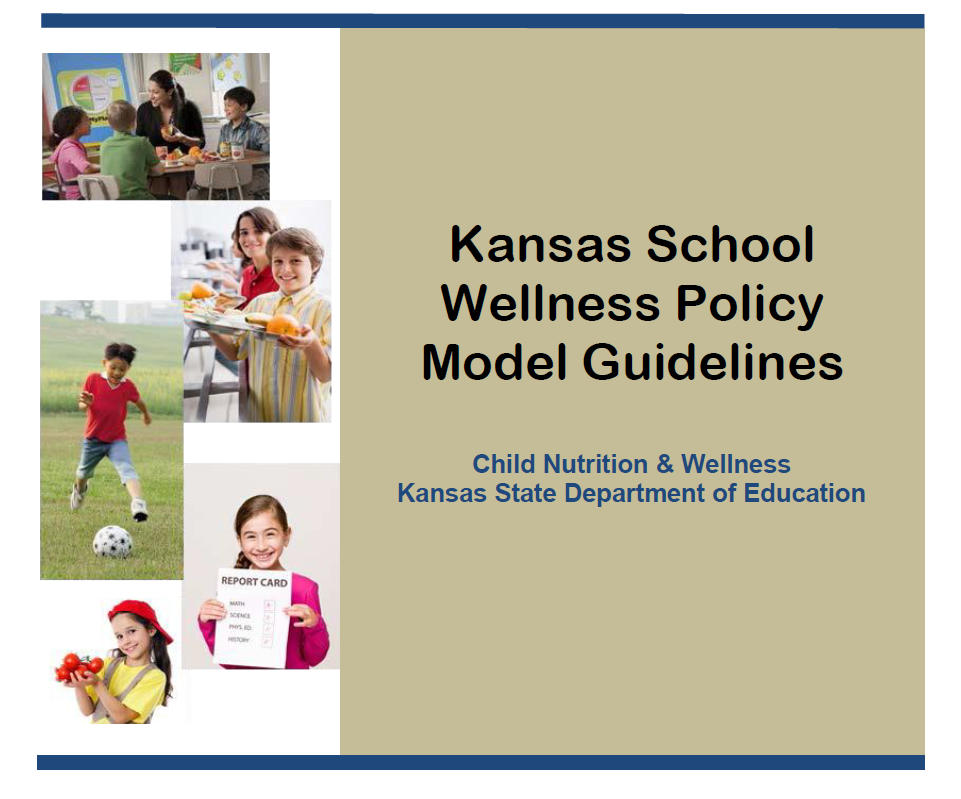 Kansas School
Wellness Policy
Model Guidelines
Child Nutrition & Wellness
Kansas State Department of Education
MyPla
REPORT CARD
MATH
SCIENCE
PHYS. ED.
HISTORY